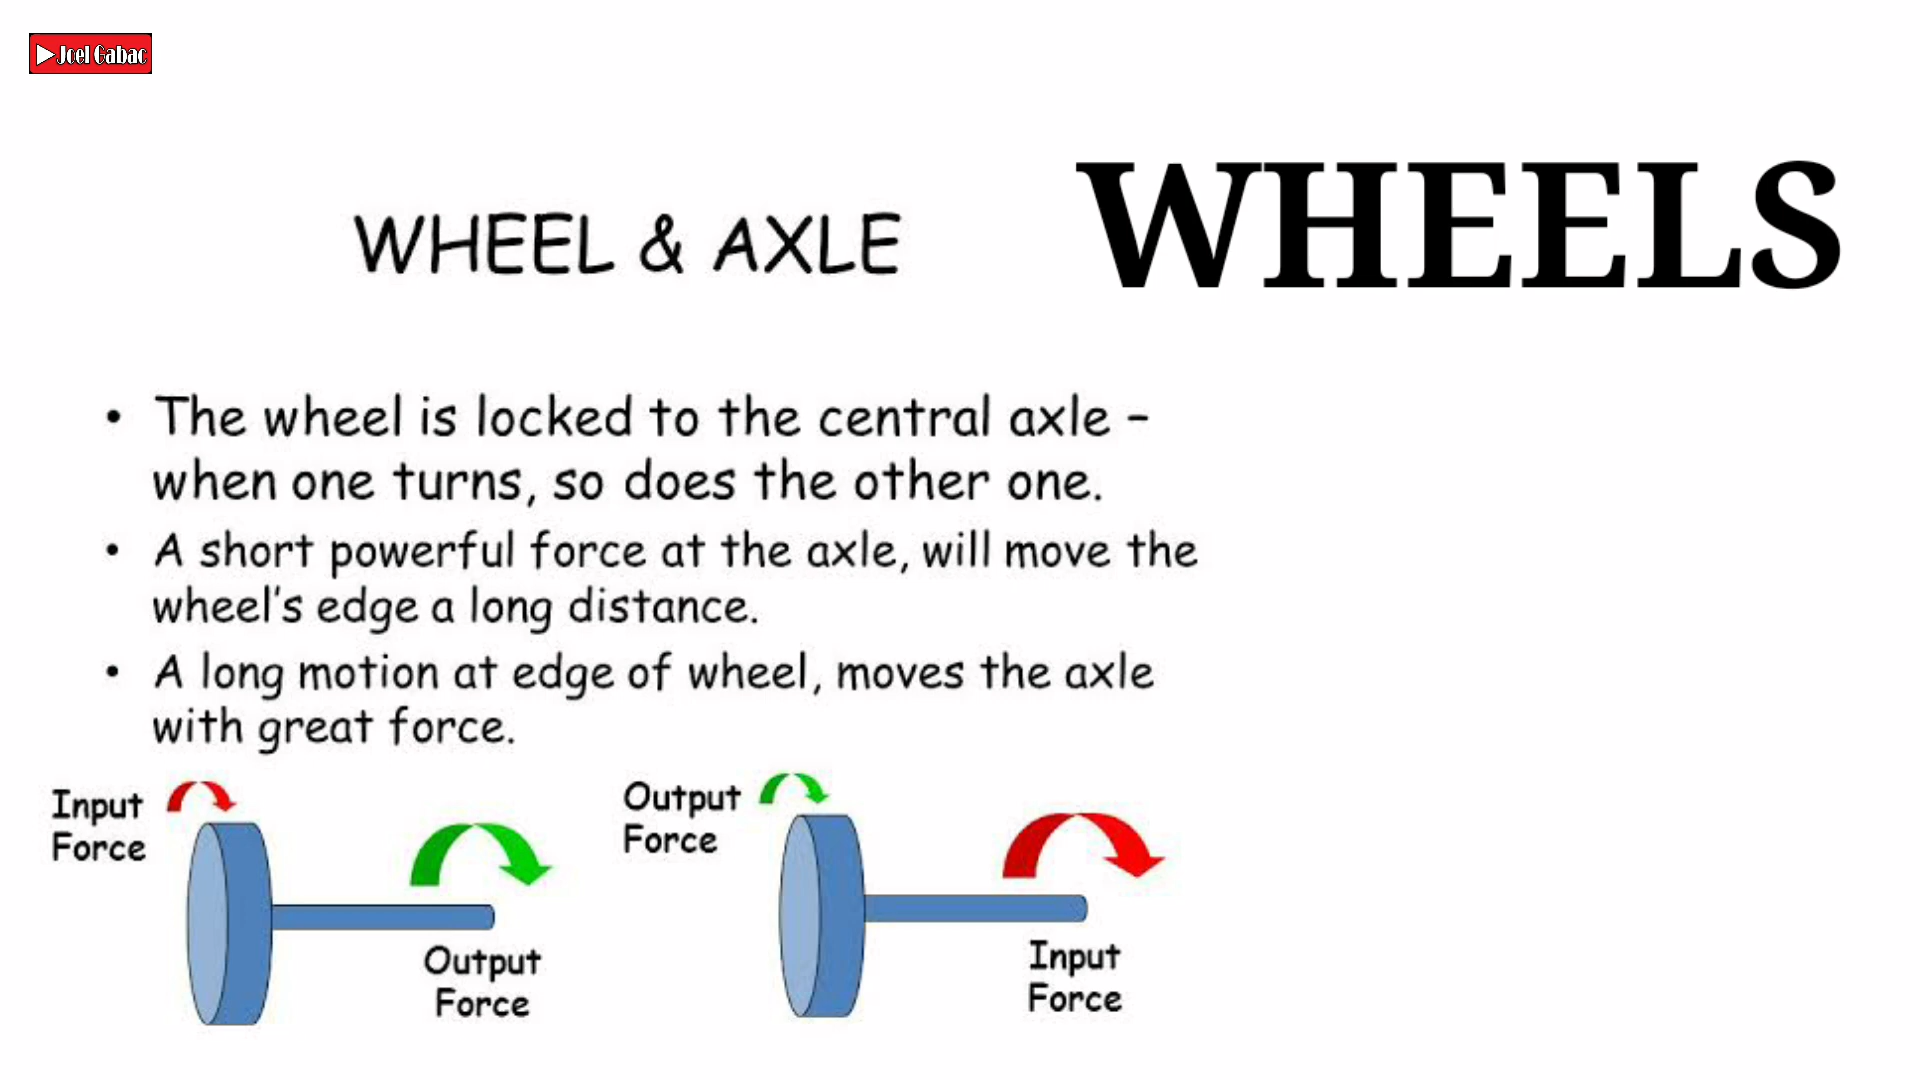 Joel Gabac
WHEELS
WHEEL & AXLE
• The wheel is locked to the central axle –
when one turns, so does the other one.
• A short powerful force at the axle, will move the
wheel's edge a long distance.
• A long motion at edge of wheel, moves the axle
with great force.
Input
Force
Output
Force
Output
Force
Input
Force